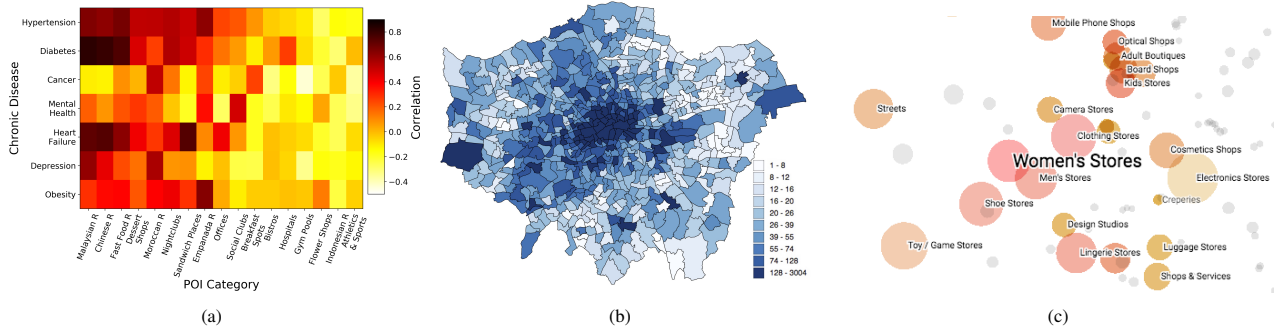 Chronic Disease
Hypertension
Diabetes
Cancer
Mental
Health
Heart
Failure
Depression
Obesity
Malaysian R
Chinese R
Fast Food R
Dessert
Shops
Moroccan R
Nightclubs
Sandwich Places
Empanada R
Offices
Social Clubs
Breakfast
Spots
Bistros
Hospitals
Gym Pools
Flower Shops
Indonesian R
Athletics
& Sports
POI Category
0.8
0.6
0.4
0.2
0.0
−0.2
−0.4
Correlation
(a)
1 - 8
8 - 12
12 - 16
16 - 20
20 - 26
26 - 39
39 - 55
55 - 74
74 - 128
128 - 3004
(b)
Mobile Phone Shops
Optical Shops
Adult Boutiques
Board Shops
Kids Stores
Streets
Camera Stores
Clothing Stores
Women's Stores
Cosmetics Shops
Men's Stores
Electronics Stores
Shoe Stores
Creperies
Design Studios
Toy / Game Stores
Lingerie Stores
Luggage Stores
Shops & Services
(c)